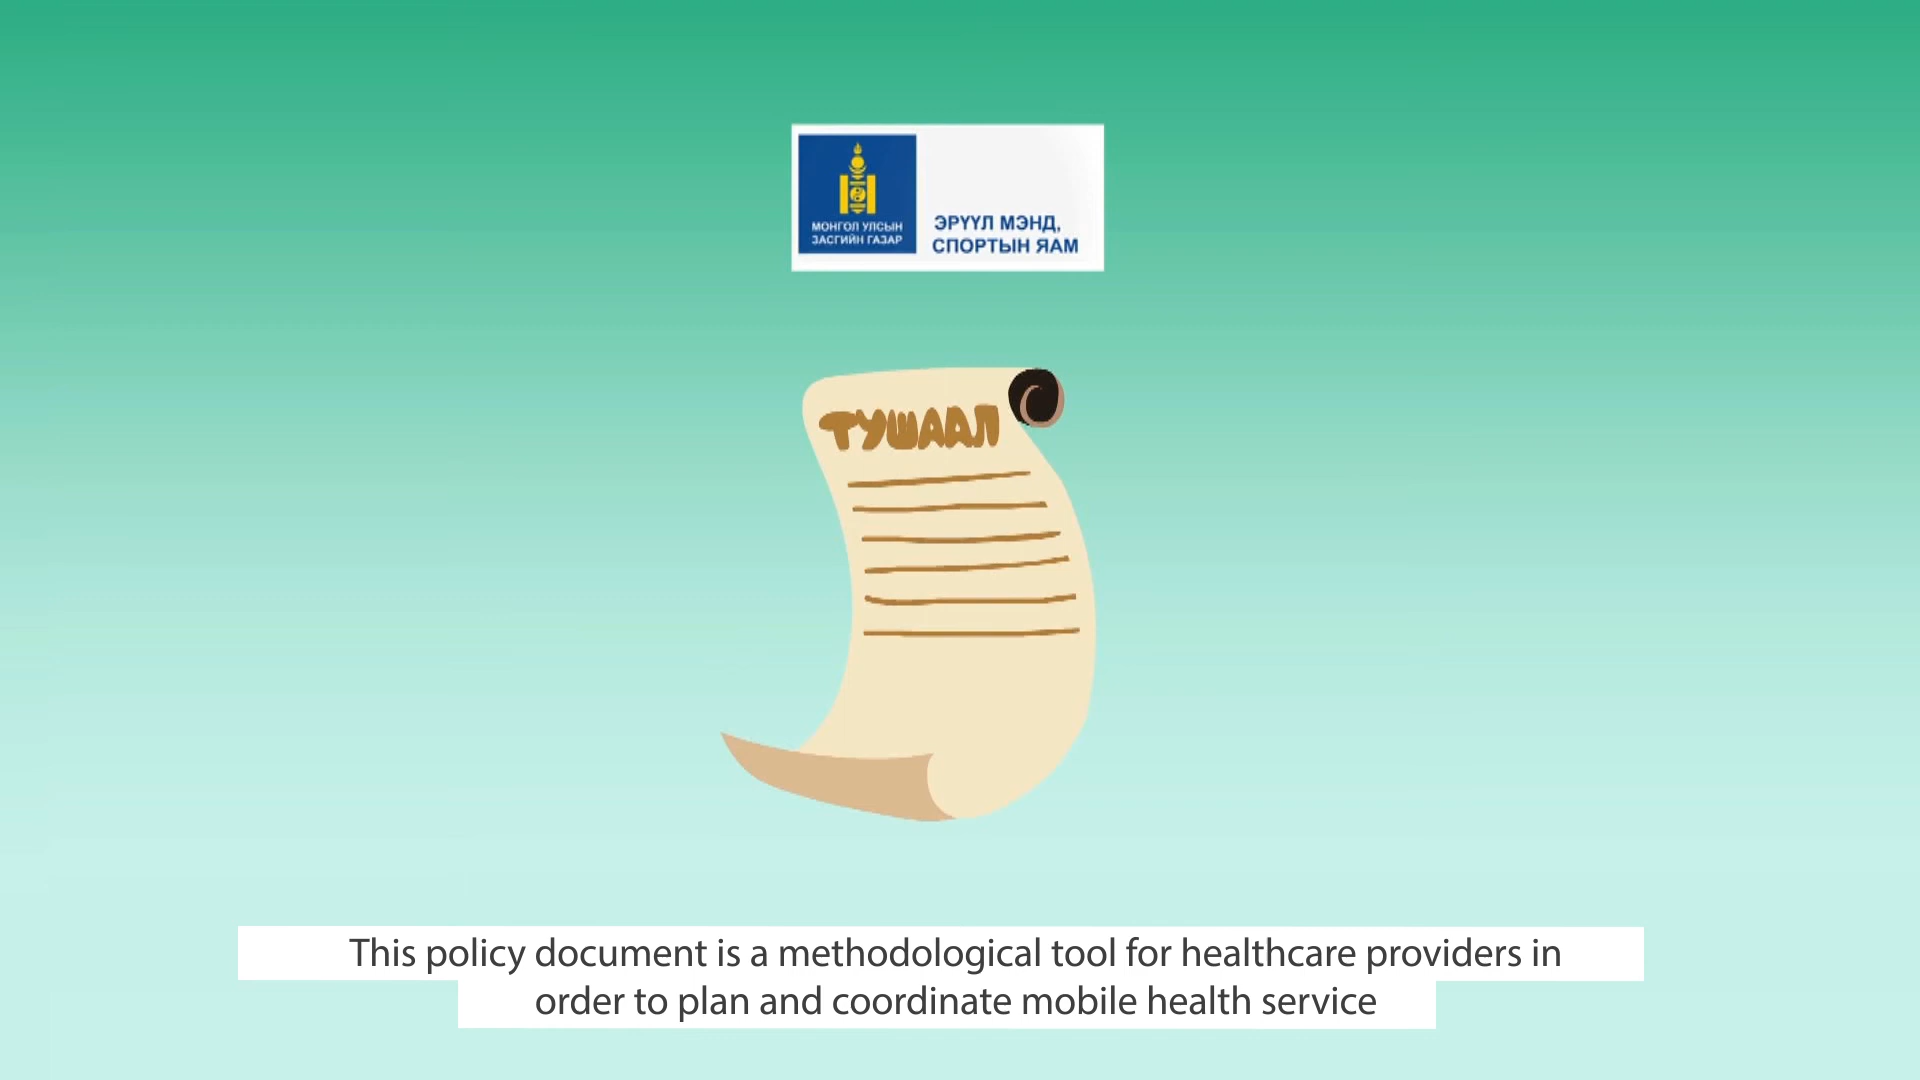 МОНГОЛ УЛСЫН
ЗАСГИЙН ГАЗАР
ЭРҮҮЛ МЭНД,
СПОРТЫН ЯАМ
ТУШААЛ
This policy document is a methodological tool for healthcare providers in
order to plan and coordinate mobile health service